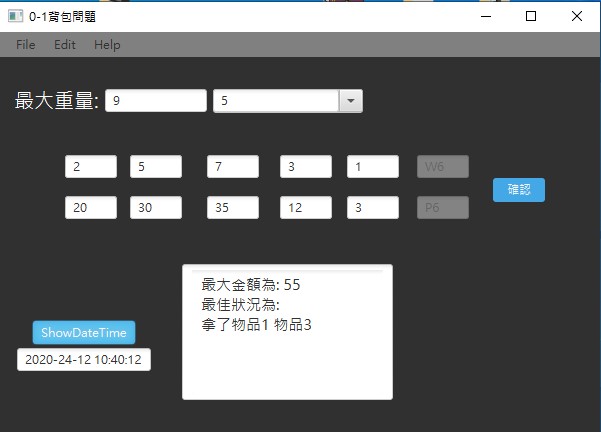 0-1背包問題
File Edit Help
最大重量: 9 5
2 5 7 3 1 W6
確認
20 30 35 12 3 P6
最大金額為: 55
最佳狀況為:
拿了物品1 物品3
ShowDateTime
2020-24-12 10:40:12